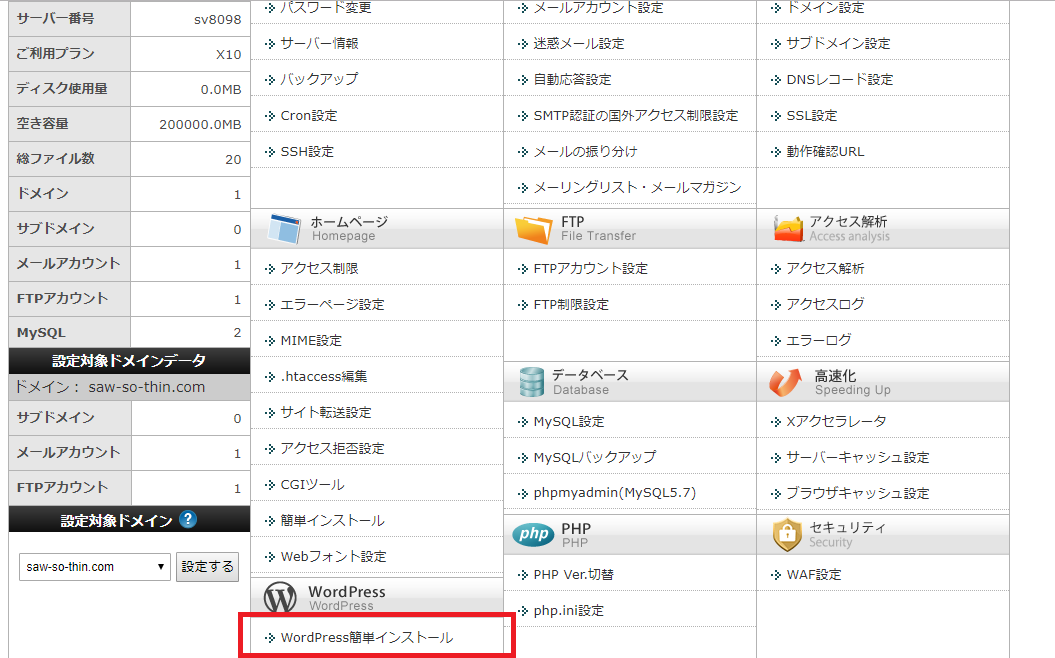 サーバー番号 sv8098
ご利用プラン X10
ディスク使用量 0.0MB
空き容量 200000.0MB
総ファイル数 20
ドメイン 1
サブドメイン 0
メールアカウント 1
FTPアカウント 1
MySQL 2
設定対象ドメインデータ
ドメイン： saw-so-thin.com
サブドメイン 0
メールアカウント 1
FTPアカウント 1
設定対象ドメイン ?
saw-so-thin.com 設定する
パスワード変更
サーバー情報
バックアップ
Cron設定
SSH設定
ホームページ
Homepage
アクセス制限
エラーページ設定
MIME設定
.htaccess編集
サイト転送設定
アクセス拒否設定
CGIツール
簡単インストール
Webフォント設定
WordPress
WordPress
WordPress簡単インストール
メールアカウント設定
迷惑メール設定
自動応答設定
SMTP認証の国外アクセス制限設定
メールの振り分け
メーリングリスト・メールマガジン
FTP
File Transfer
FTPアカウント設定
FTP制限設定
データベース
Database
MySQL設定
MySQLバックアップ
phpmyadmin(MySQL5.7)
php
PHP
PHP
PHP Ver.切替
php.ini設定
ドメイン設定
サブドメイン設定
DNSレコード設定
SSL設定
動作確認URL
アクセス解析
Access analysis
アクセス解析
アクセスログ
エラーログ
高速化
Speeding Up
Xアクセラレータ
サーバーキャッシュ設定
ブラウザキャッシュ設定
セキュリティ
Security
WAF設定